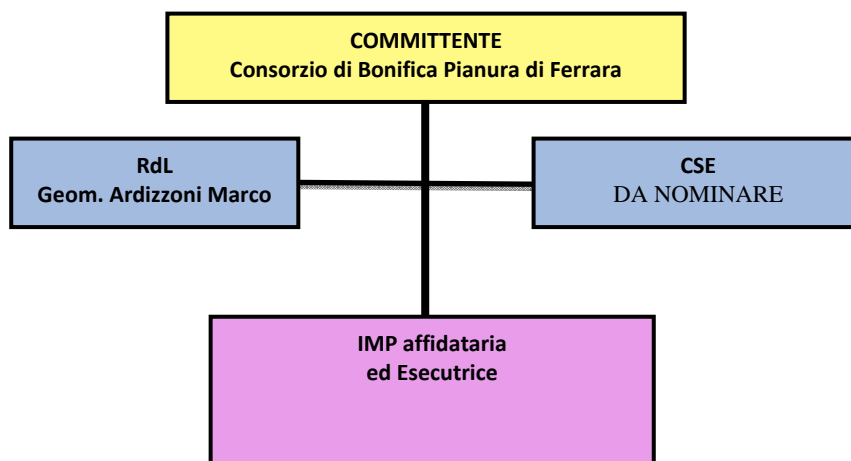 COMMITTENTE
Consorzio di Bonifica Pianura di Ferrara
RdL
Geom. Ardizzoni Marco
CSE
DA NOMINARE
IMP affidataria
ed Esecutrice